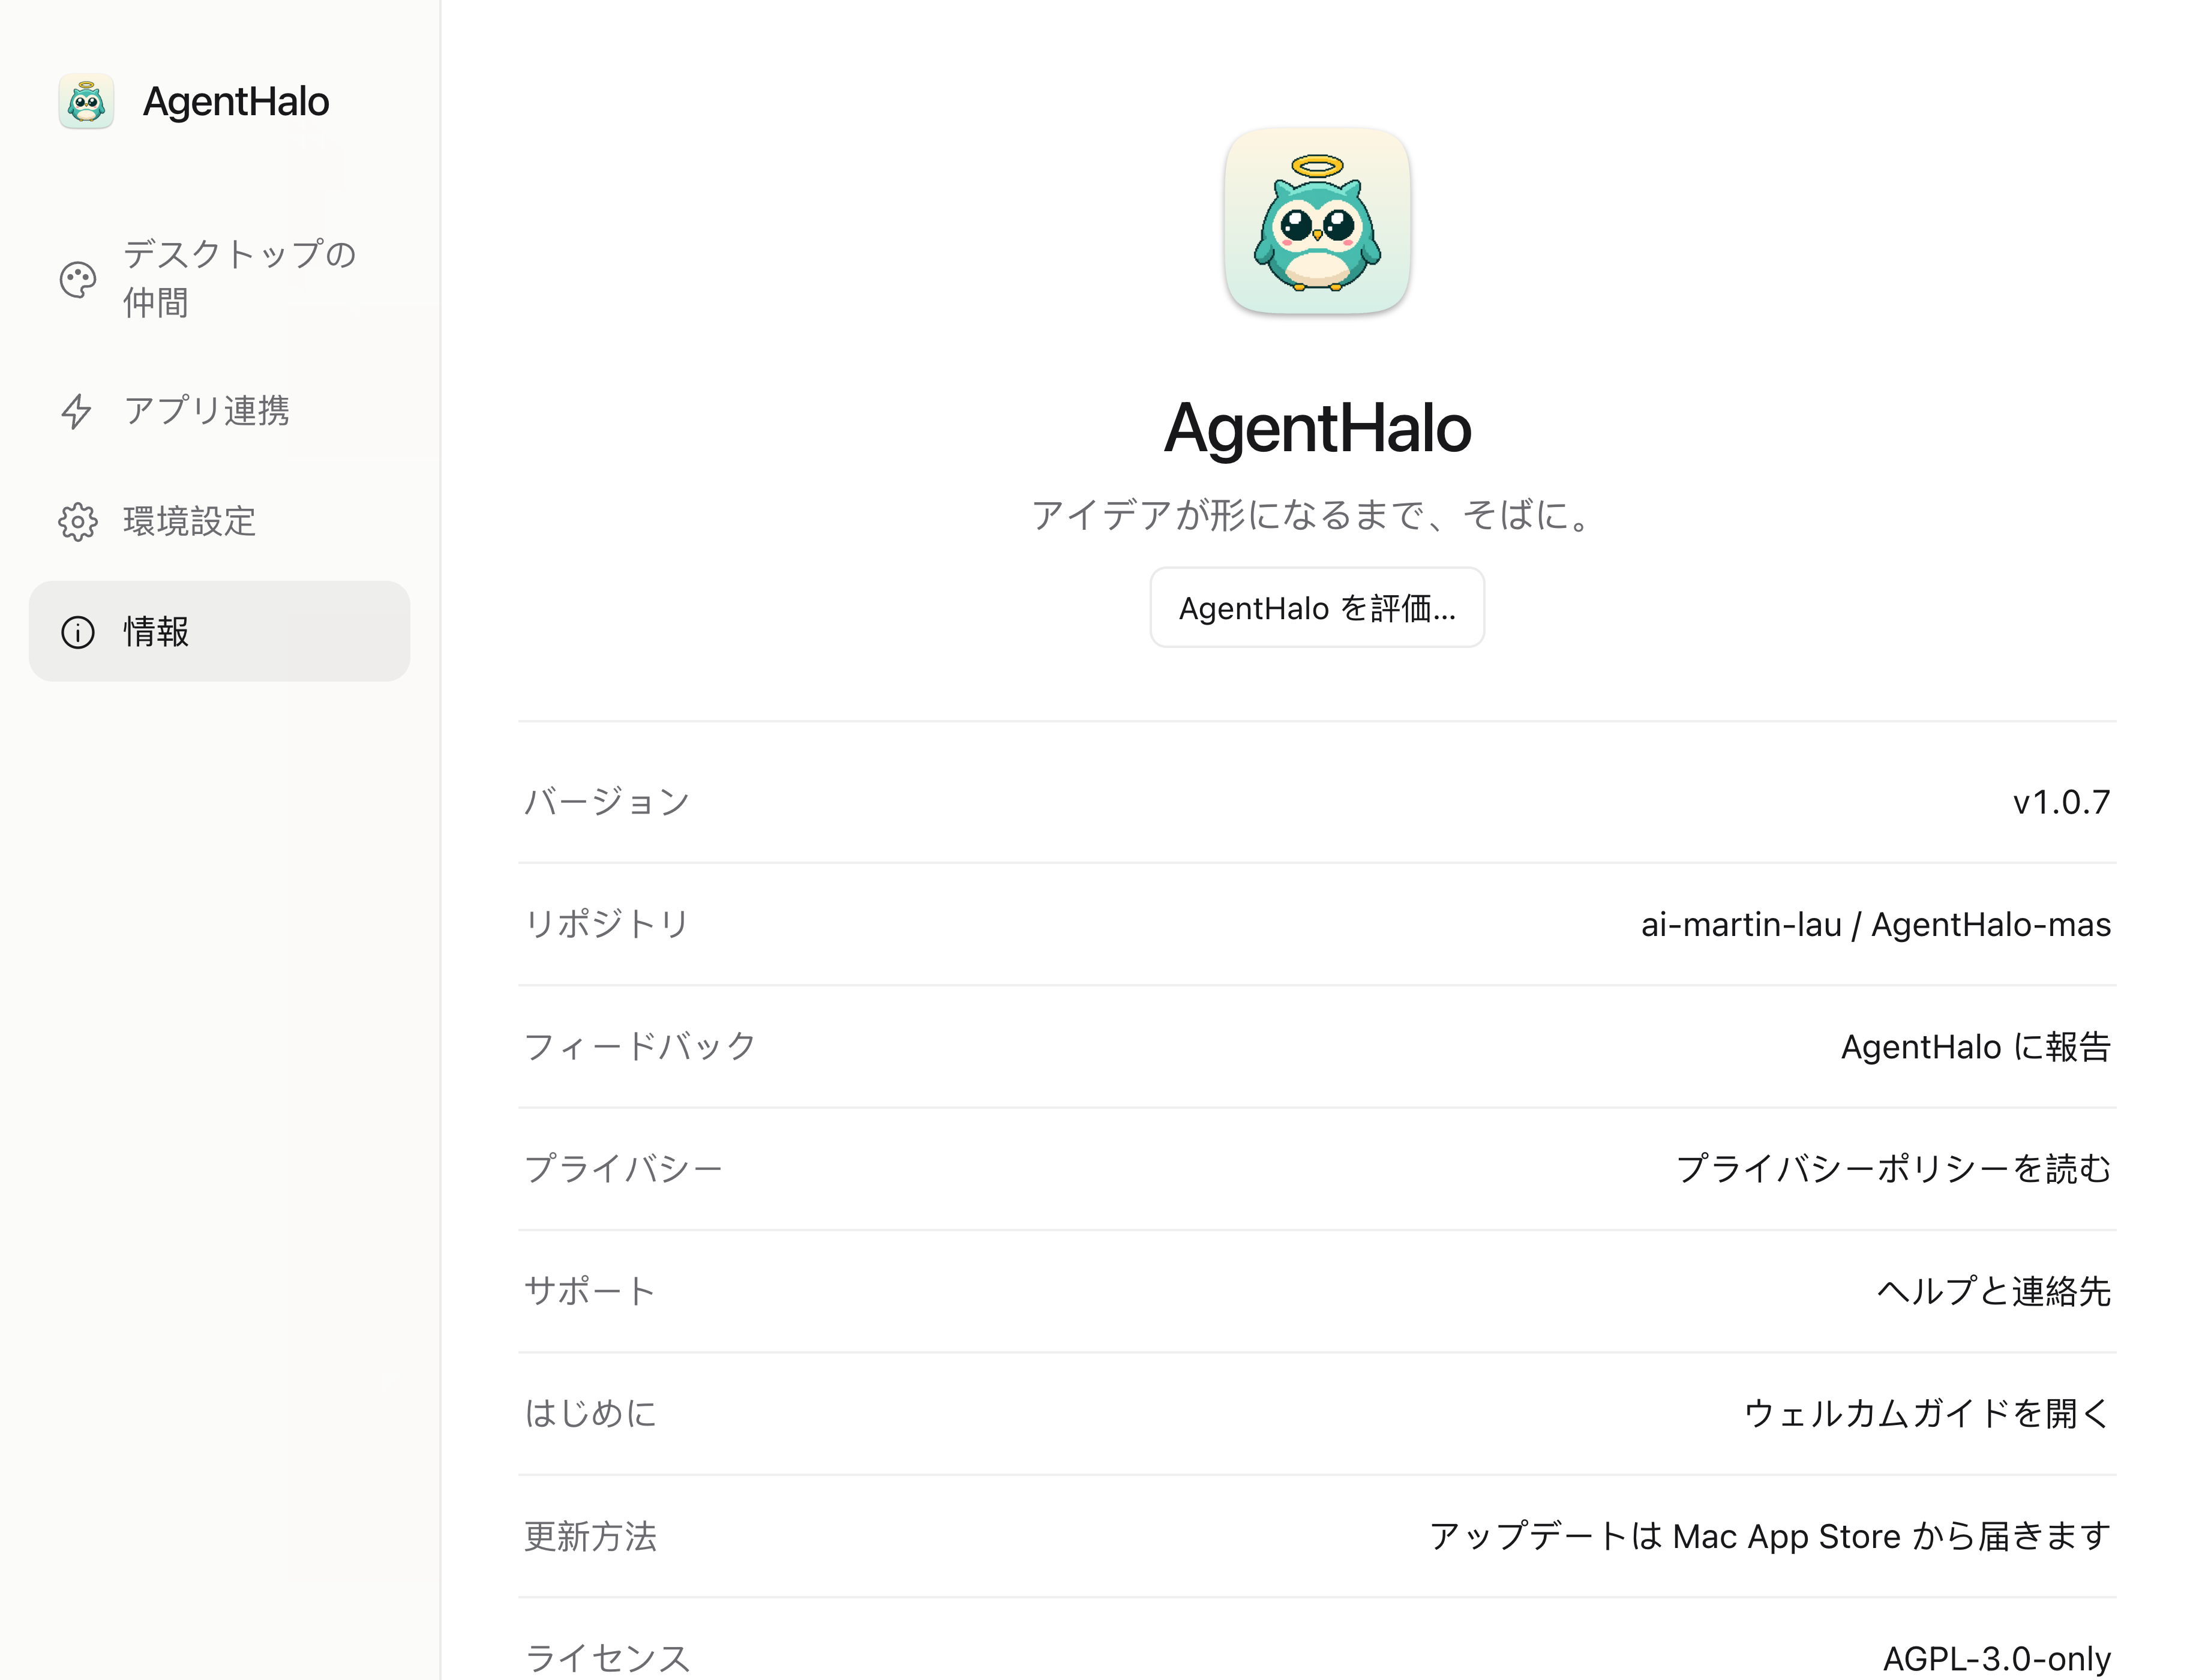 AgentHalo
デスクトップの
仲間
アプリ連携
環境設定
情報
AgentHalo
アイデアが形になるまで、そばに。
AgentHalo を評価...
バージョン v1.0.7
リポジトリ ai-martin-lau / AgentHalo-mas
フィードバック AgentHalo に報告
プライバシー プライバシーポリシーを読む
サポート ヘルプと連絡先
はじめに ウェルカムガイドを開く
更新方法 アップデートは Mac App Store から届きます
ライセンス AGPL-3.0-only